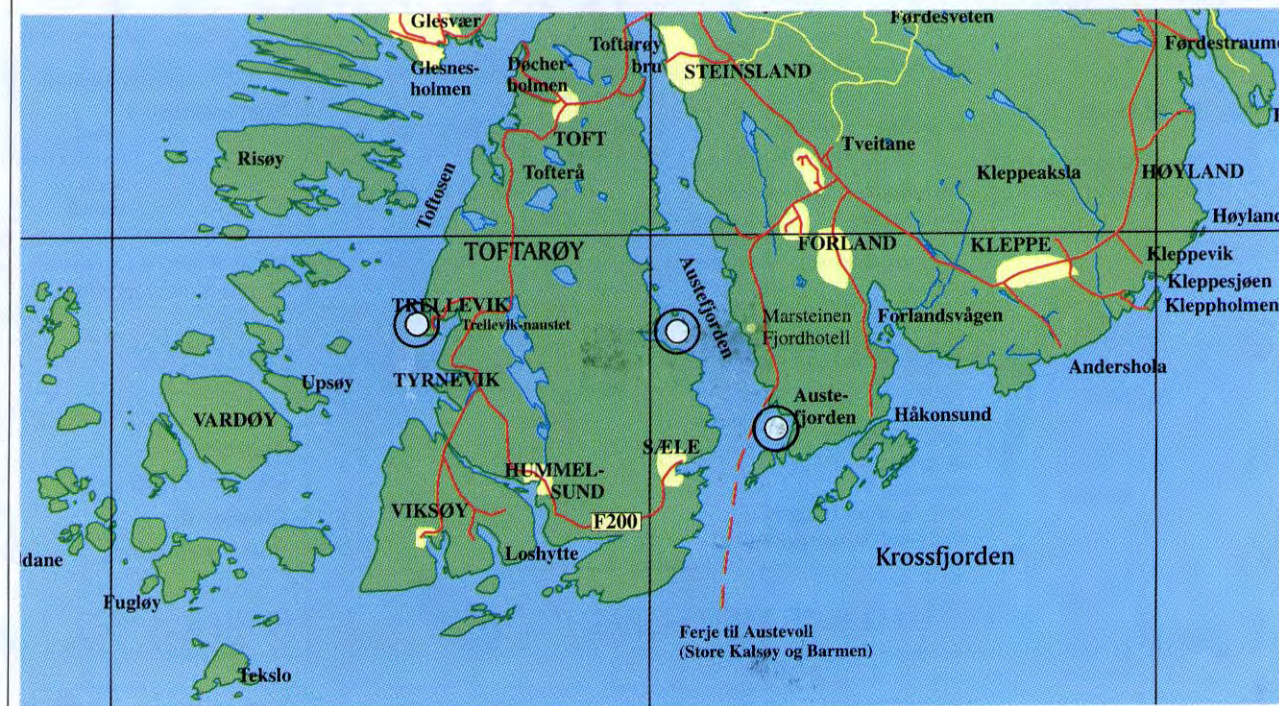 Glesvær
Førdesveten
Toftarøy
bru
Førdestraume
Glesnes-
holmen
Døcher-
holmen
STEINSLAND
TOFT
Tveitane
Risøy
Tofterå
Kleppeaksla
HØYLAND
Toftosen
Høyland
TOFTARØY
FORLAND
KLEPPE
Kleppevik
Kleppesjøen
Kleppholmen
Austefjorden
TRELLEVIK
Trellevik-naustet
Marsteinen
Fjordhotell
Forlandsvågen
Andershola
Upsøy
TYRNEVIK
VARDØY
Auste-
fjorden
Håkonsund
SÆLE
HUMMEL-
SUND
VIKSØY
F200
Loshytte
Krossfjorden
ldane
Fugløy
Ferje til Austevoll
(Store Kalsøy og Barmen)
Tekslo